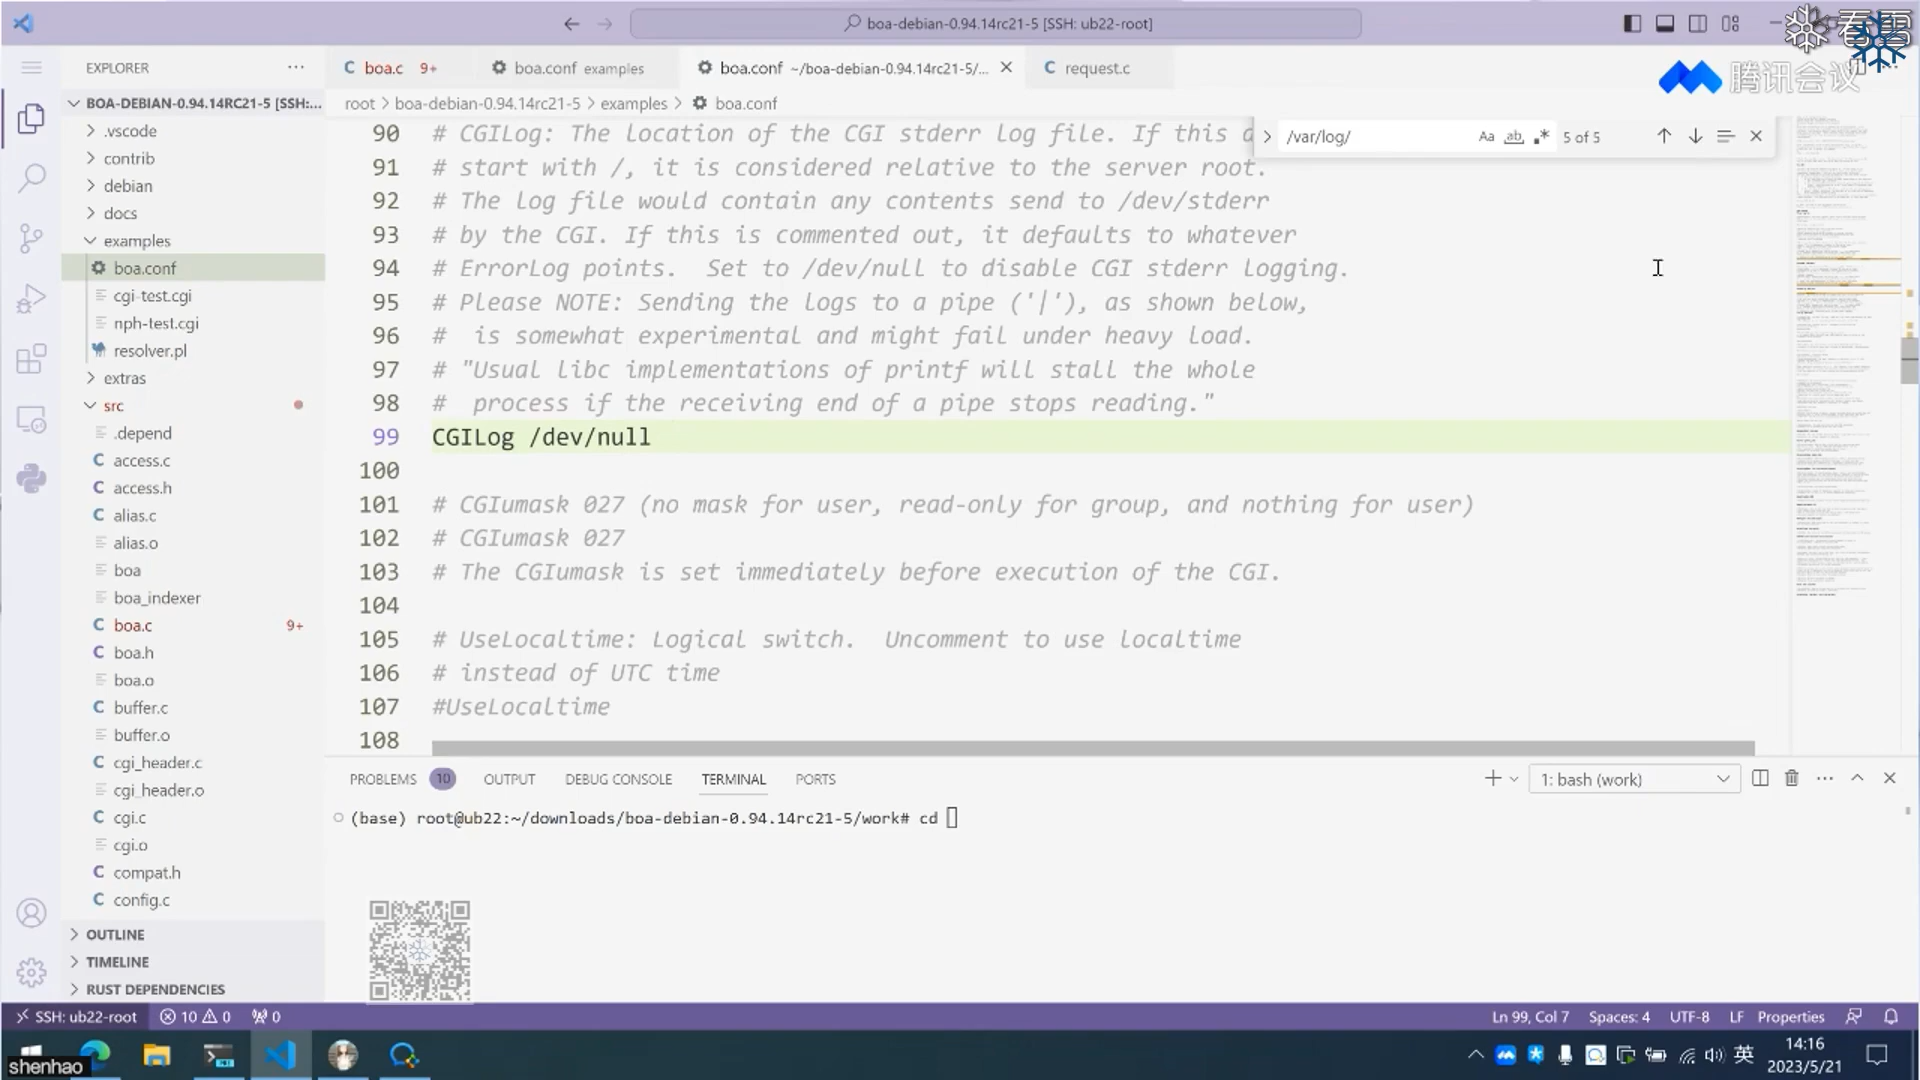 boa-debian-0.94.14rc21-5 [SSH: ub22-root]
看雪
腾讯会议
EXPLORER
boa.c 9+
boa.conf examples
boa.conf ~/boa-debian-0.94.14rc21-5/...
request.c
BOA-DEBIAN-0.94.14RC21-5 [SSH:...
root > boa-debian-0.94.14rc21-5 > examples > boa.conf
/var/log/
Aa ab .* 5 of 5
.vscode
contrib
debian
docs
examples
boa.conf
cgi-test.cgi
nph-test.cgi
resolver.pl
extras
src
.depend
C access.c
C access.h
C alias.c
alias.o
boa
boa_indexer
C boa.c 9+
C boa.h
boa.o
C buffer.c
buffer.o
C cgi_header.c
cgi_header.o
C cgi.c
cgi.o
C compat.h
C config.c
OUTLINE
TIMELINE
RUST DEPENDENCIES
90 # CGILog: The location of the CGI stderr log file. If this d
91 # start with /, it is considered relative to the server root.
92 # The log file would contain any contents send to /dev/stderr
93 # by the CGI. If this is commented out, it defaults to whatever
94 # ErrorLog points.  Set to /dev/null to disable CGI stderr logging.
95 # Please NOTE: Sending the logs to a pipe ('|'), as shown below,
96 #  is somewhat experimental and might fail under heavy load.
97 # "Usual libc implementations of printf will stall the whole
98 #  process if the receiving end of a pipe stops reading."
99 CGILog /dev/null
100
101 # CGIumask 027 (no mask for user, read-only for group, and nothing for user)
102 # CGIumask 027
103 # The CGIumask is set immediately before execution of the CGI.
104
105 # UseLocaltime: Logical switch.  Uncomment to use localtime
106 # instead of UTC time
107 #UseLocaltime
108
PROBLEMS 10 OUTPUT DEBUG CONSOLE TERMINAL PORTS
1: bash (work)
(base) root@ub22:~/downloads/boa-debian-0.94.14rc21-5/work# cd
SSH: ub22-root 10 0 0
Ln 99, Col 7 Spaces: 4 UTF-8 LF Properties
shenhao
英
14:16
2023/5/21